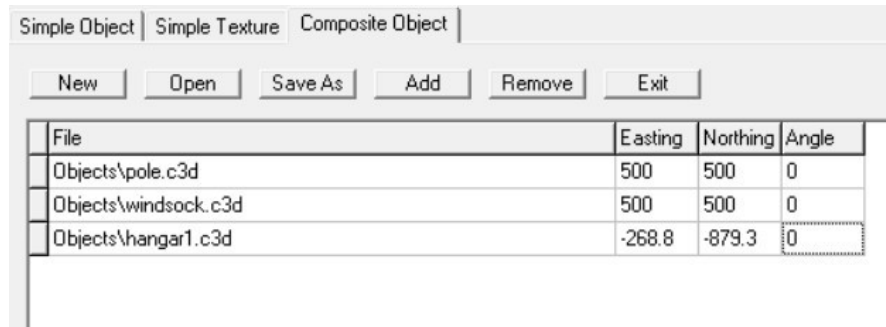 Simple Object Simple Texture Composite Object
New Open Save As Add Remove Exit
File Easting Northing Angle
Objects\pole.c3d 500 500 0
Objects\windsock.c3d 500 500 0
Objects\hangar1.c3d -268.8 -879.3 0